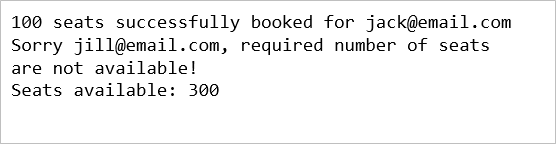 100 seats successfully booked for jack@email.com
Sorry jill@email.com, required number of seats
are not available!
Seats available: 300